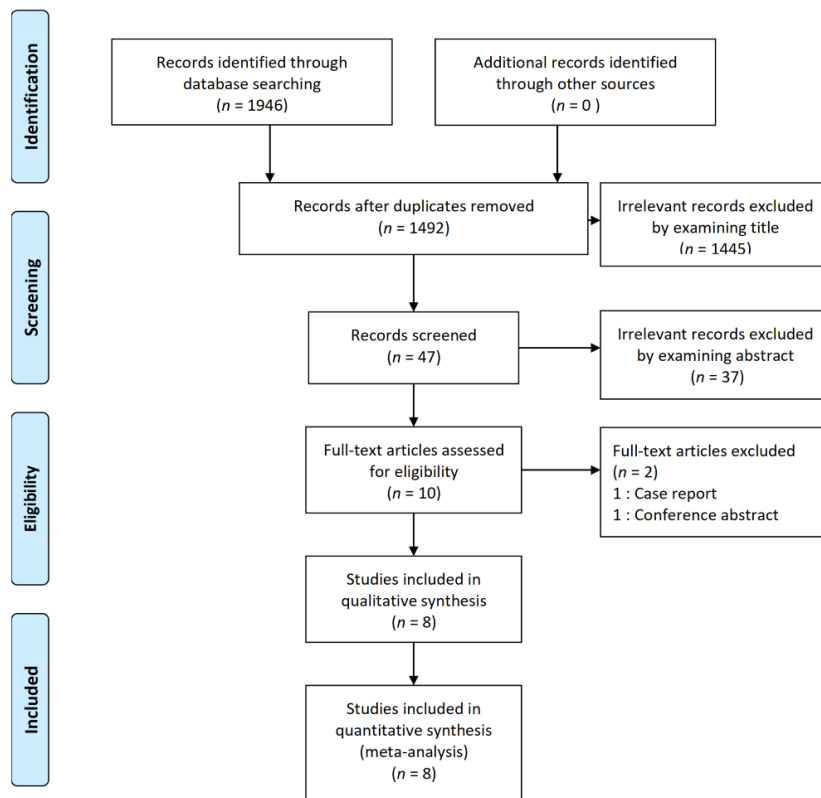 Identification
Records identified through
database searching
(n = 1946)
Additional records identified
through other sources
(n = 0 )
Records after duplicates removed
(n = 1492)
Irrelevant records excluded
by examining title
(n = 1445)
Screening
Records screened
(n = 47)
Irrelevant records excluded
by examining abstract
(n = 37)
Eligibility
Full-text articles assessed
for eligibility
(n = 10)
Full-text articles excluded
(n = 2)
1 : Case report
1 : Conference abstract
Studies included in
qualitative synthesis
(n = 8)
Included
Studies included in
quantitative synthesis
(meta-analysis)
(n = 8)